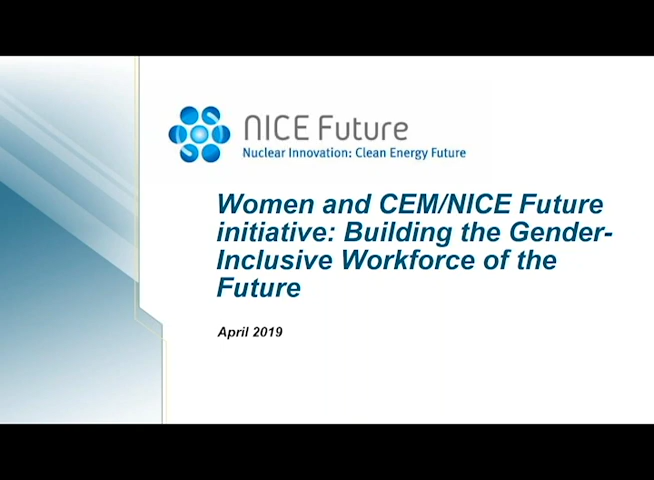 NICE Future
Nuclear Innovation: Clean Energy Future
Women and CEM/NICE Future
initiative: Building the Gender-
Inclusive Workforce of the
Future
April 2019